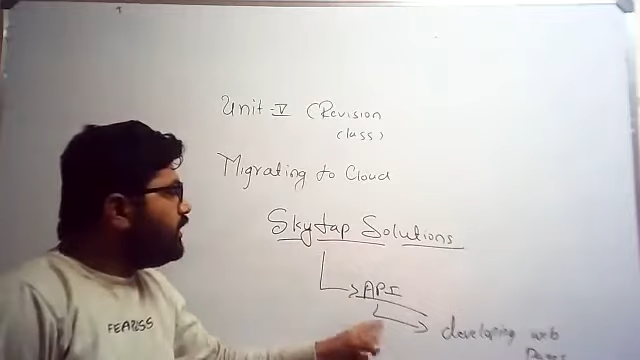 Unit-V (Revision
class)
Migrating to Cloud
Skytap Solutions
API
developing web
FEARLESS